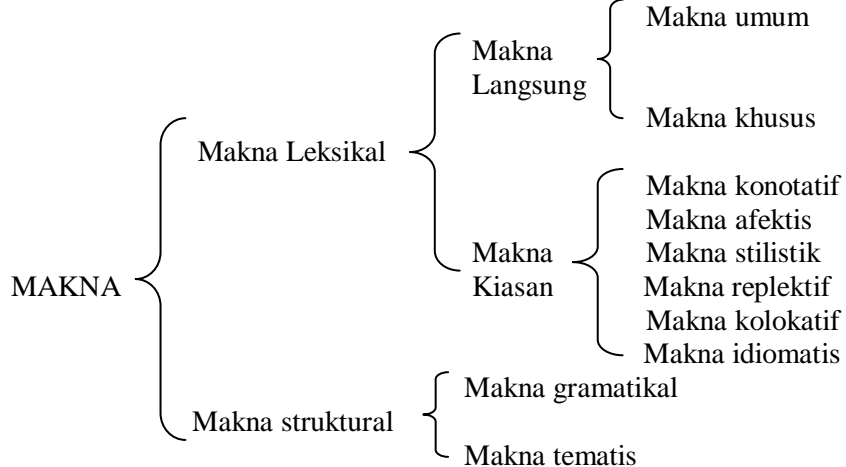 MAKNA
Makna Leksikal
Makna
Langsung
Makna umum
Makna khusus
Makna
Kiasan
Makna konotatif
Makna afektis
Makna stilistik
Makna replektif
Makna kolokatif
Makna idiomatis
Makna struktural
Makna gramatikal
Makna tematis